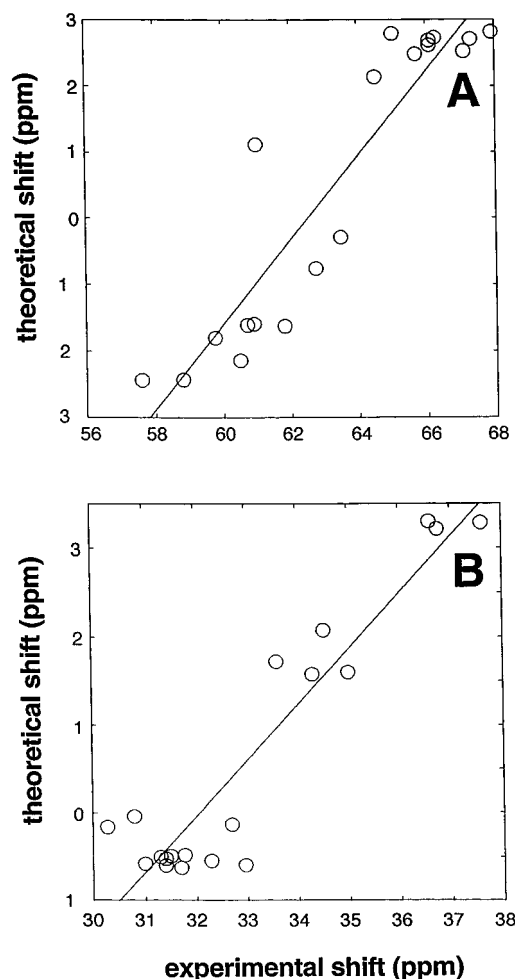 3
2
1
0
1
2
3
theoretical shift (ppm)
A
56 58 60 62 64 66 68
3
2
1
0
1
theoretical shift (ppm)
B
30 31 32 33 34 35 36 37 38
experimental shift (ppm)